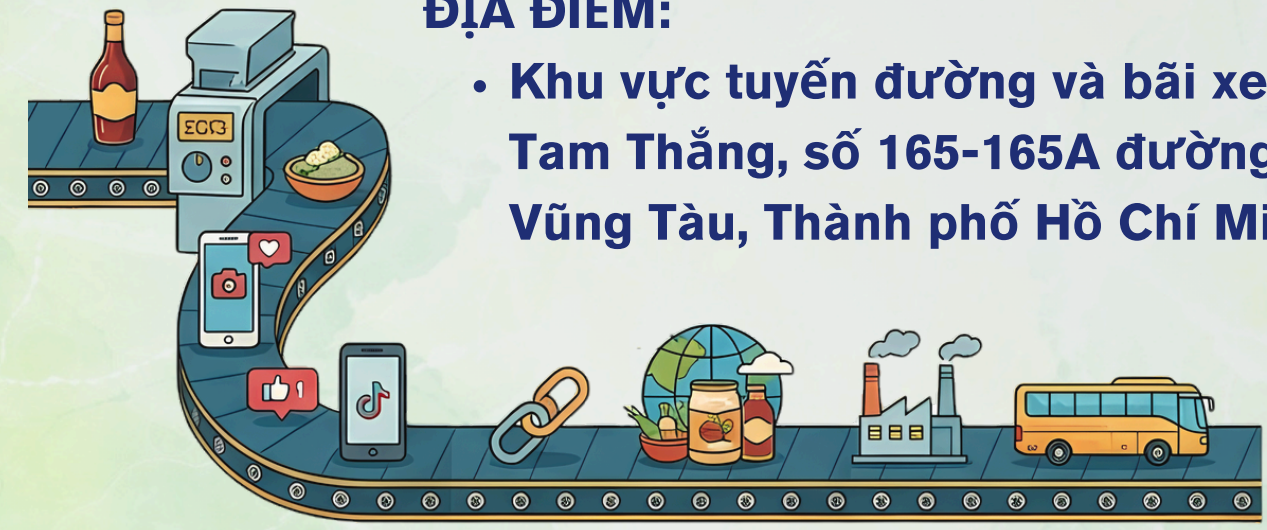 ĐỊA ĐIỂM:
• Khu vực tuyến đường và bãi xe
Tam Thắng, số 165-165A đường
Vũng Tàu, Thành phố Hồ Chí Mi
1